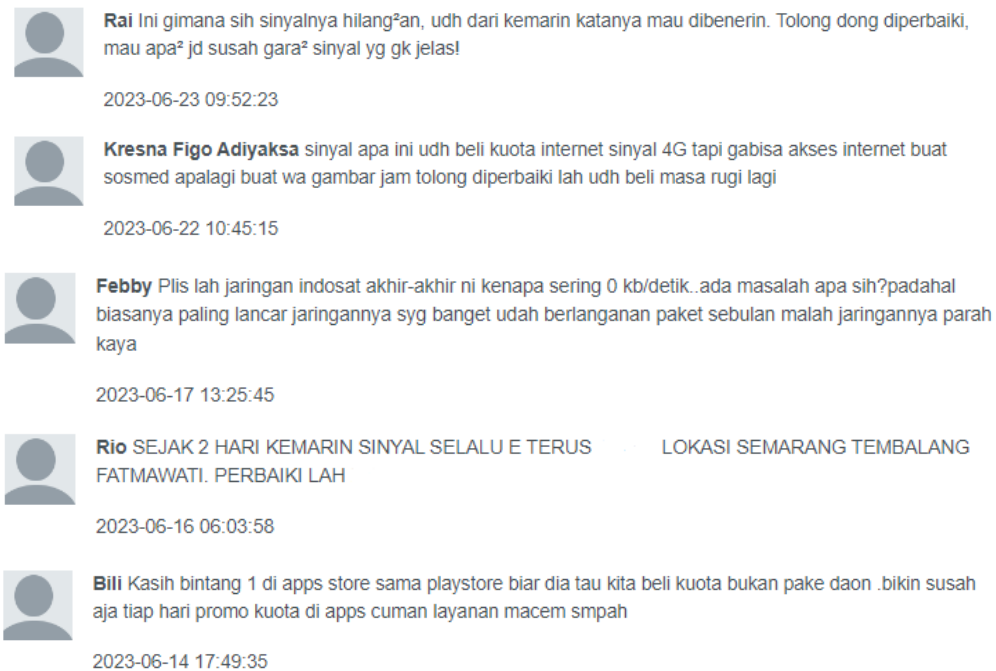 Rai Ini gimana sih sinyalnya hilang²an, udh dari kemarin katanya mau dibenerin. Tolong dong diperbaiki,
mau apa² jd susah gara² sinyal yg gk jelas!
2023-06-23 09:52:23
Kresna Figo Adiyaksa sinyal apa ini udh beli kuota internet sinyal 4G tapi gabisa akses internet buat
sosmed apalagi buat wa gambar jam tolong diperbaiki lah udh beli masa rugi lagi
2023-06-22 10:45:15
Febby Plis lah jaringan indosat akhir-akhir ni kenapa sering 0 kb/detik..ada masalah apa sih?padahal
biasanya paling lancar jaringannya syg banget udah berlanganan paket sebulan malah jaringannya parah
kaya
2023-06-17 13:25:45
Rio SEJAK 2 HARI KEMARIN SINYAL SELALU E TERUS LOKASI SEMARANG TEMBALANG
FATMAWATI. PERBAIKI LAH
2023-06-16 06:03:58
Bili Kasih bintang 1 di apps store sama playstore biar dia tau kita beli kuota bukan pake daon .bikin susah
aja tiap hari promo kuota di apps cuman layanan macem smpah
2023-06-14 17:49:35